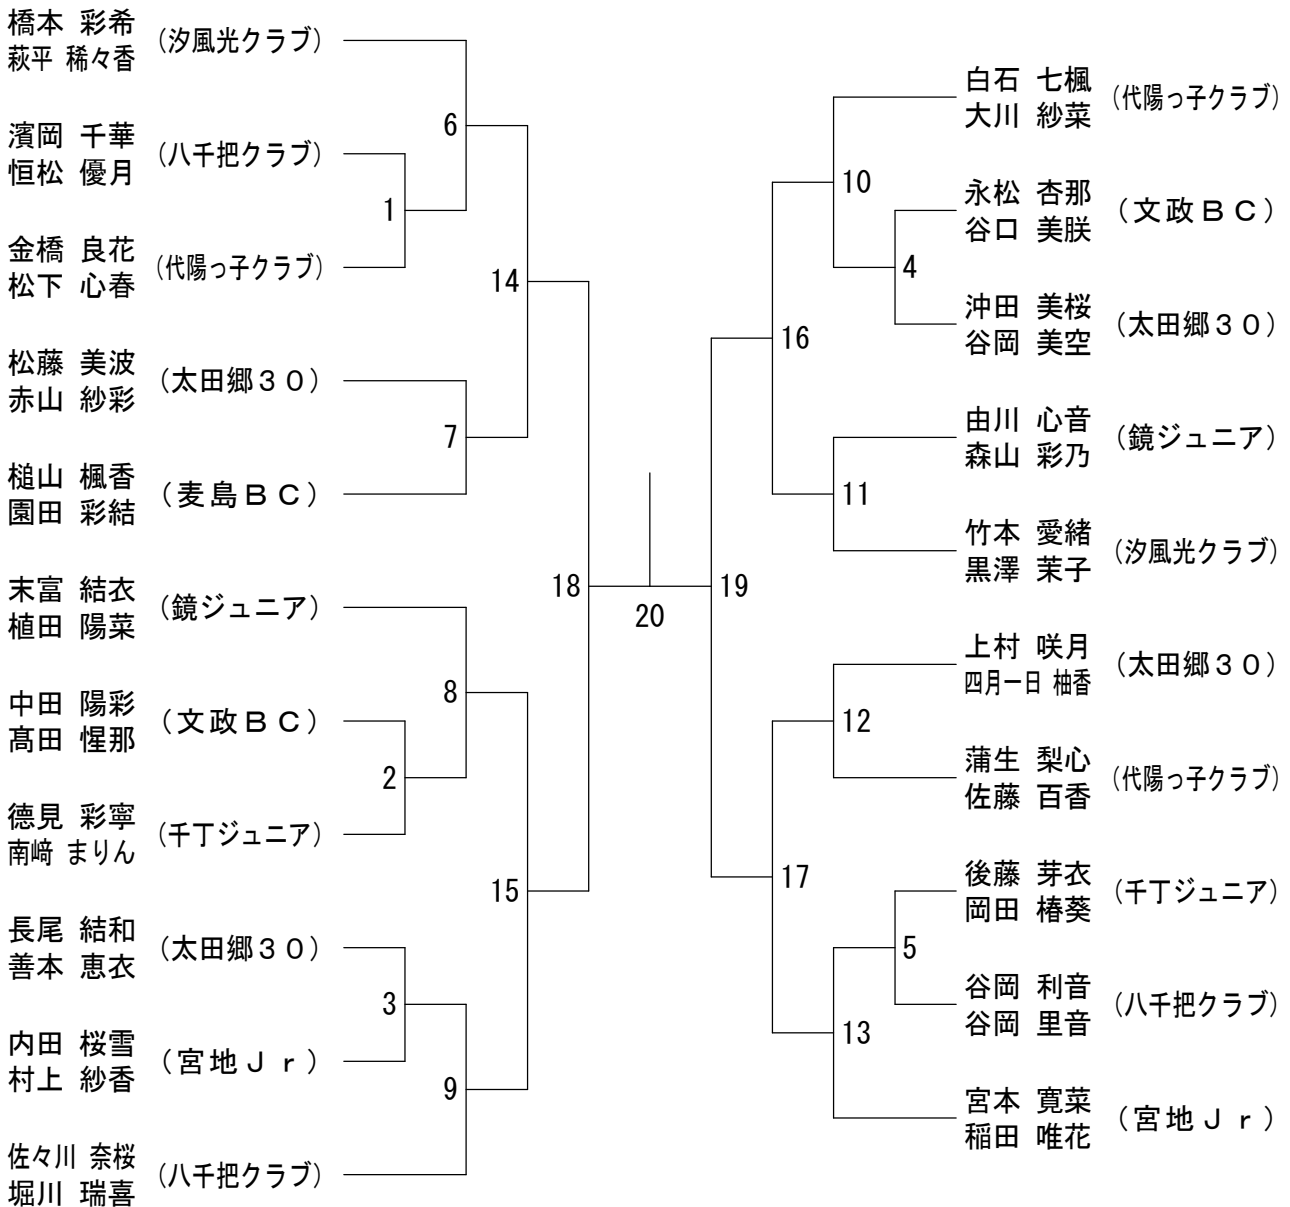 橋本 彩希
萩平 稀々香
(汐風光クラブ)
濱岡 千華
恒松 優月
(八千把クラブ)
金橋 良花
松下 心春
(代陽っ子クラブ)
松藤 美波
赤山 紗彩
(太田郷30)
槌山 楓香
園田 彩結
(麦島BC)
末富 結衣
植田 陽菜
(鏡ジュニア)
中田 陽彩
髙田 惺那
(文政BC)
德見 彩寧
南﨑 まりん
(千丁ジュニア)
長尾 結和
善本 恵衣
(太田郷30)
内田 桜雪
村上 紗香
(宮地Jr)
佐々川 奈桜
堀川 瑞喜
(八千把クラブ)
6
1
14
7
8
2
15
3
9
18
20
19
16
10
4
11
12
17
5
13
白石 七楓
大川 紗菜
(代陽っ子クラブ)
永松 杏那
谷口 美朕
(文政BC)
沖田 美桜
谷岡 美空
(太田郷30)
由川 心音
森山 彩乃
(鏡ジュニア)
竹本 愛緒
黒澤 茉子
(汐風光クラブ)
上村 咲月
四月一日 柚香
(太田郷30)
蒲生 梨心
佐藤 百香
(代陽っ子クラブ)
後藤 芽衣
岡田 椿葵
(千丁ジュニア)
谷岡 利音
谷岡 里音
(八千把クラブ)
宮本 寛菜
稲田 唯花
(宮地Jr)